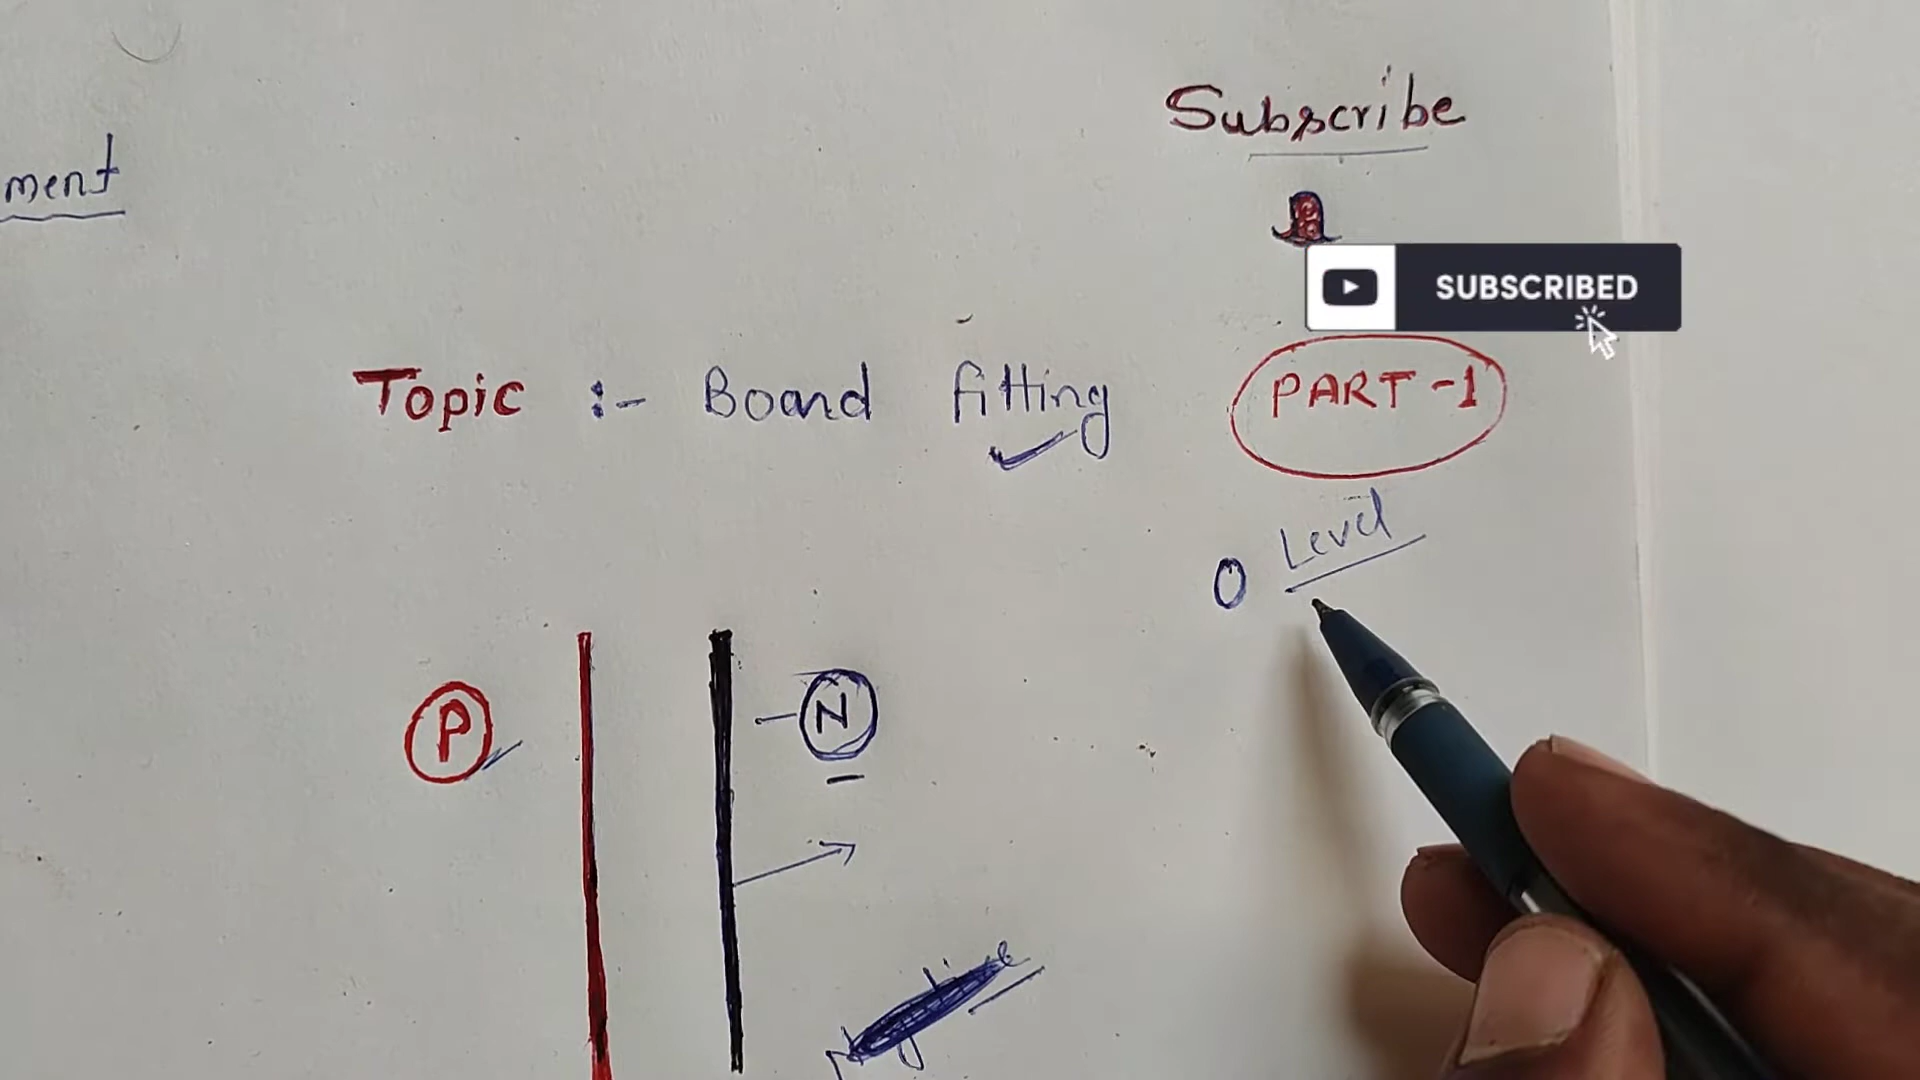 Subscribe
ment
SUBSCRIBED
Topic :- Board fitting PART-1
0 Level
P
N